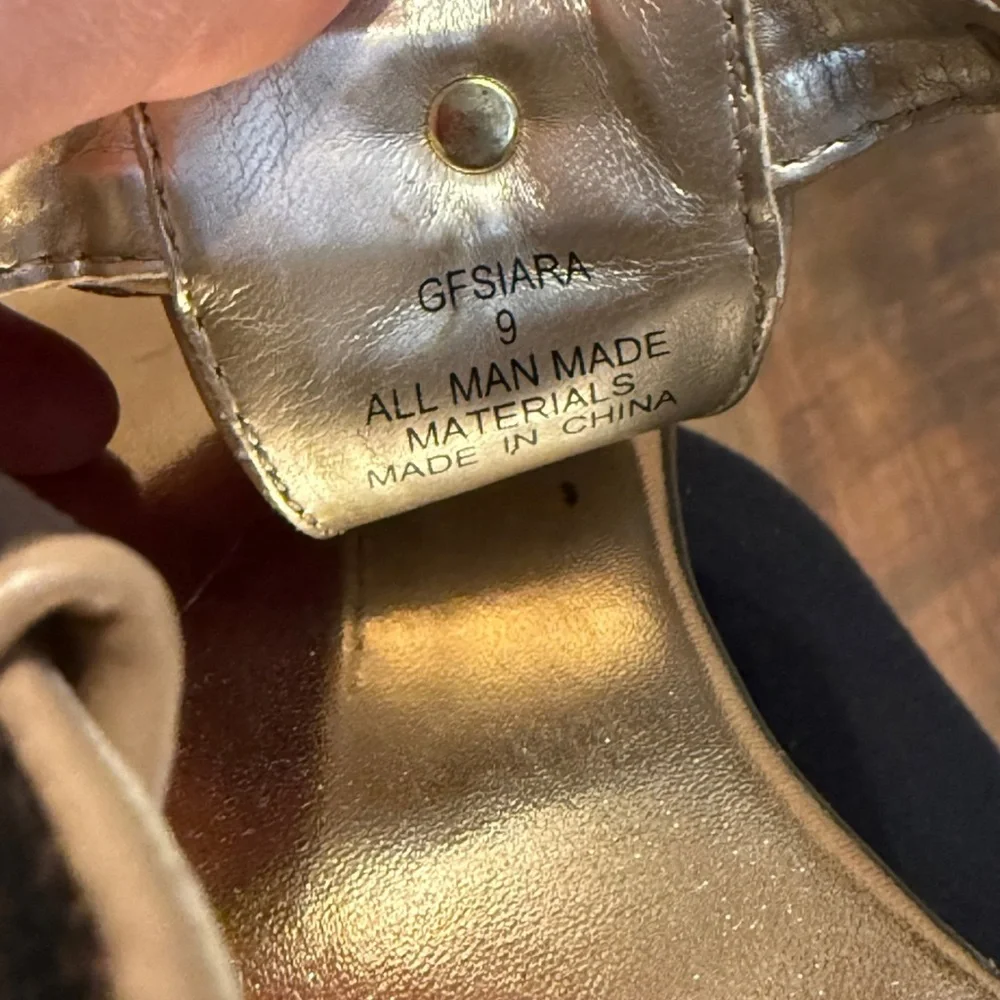 GFSIARA
9
ALL MAN MADE
MATERIALS
MADE IN CHINA